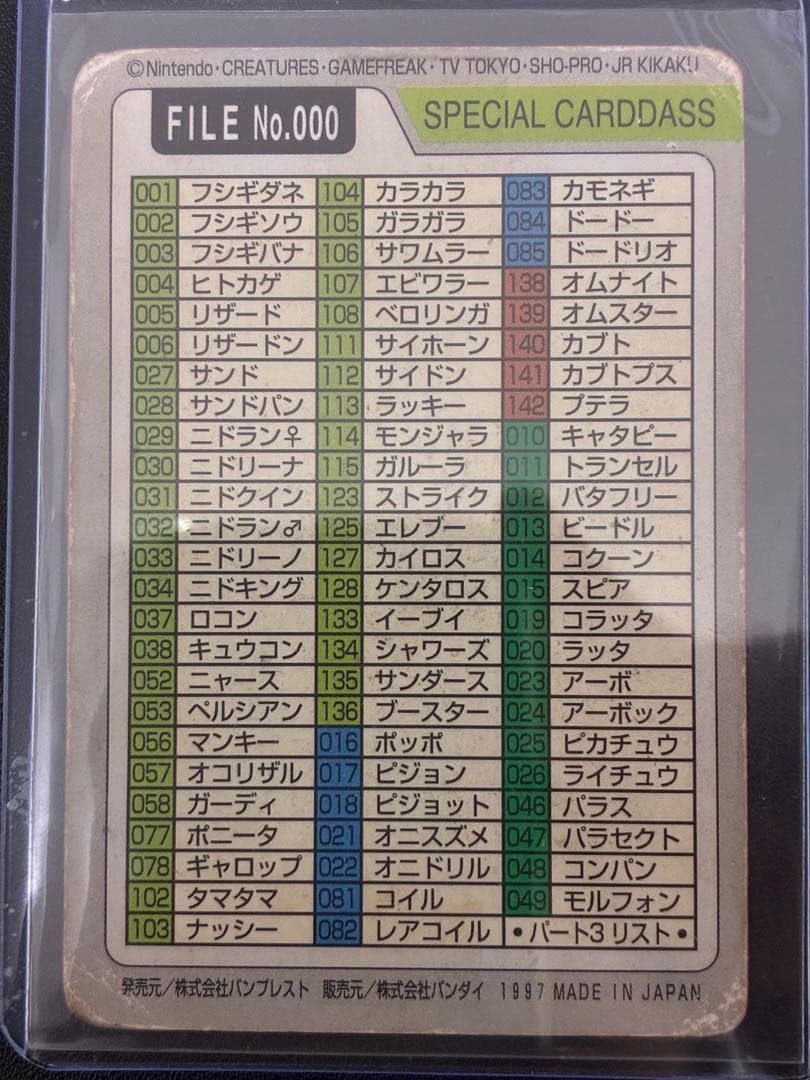 ©Nintendo・CREATURES・GAMEFREAK・TV TOKYO・SHO-PRO・JR KIKAKU
FILE No.000
SPECIAL CARDDASS
001 フシギダネ 104 カラカラ 083 カモネギ
002 フシギソウ 105 ガラガラ 084 ドードー
003 フシギバナ 106 サワムラー 085 ドードリオ
004 ヒトカゲ 107 エビワラー 138 オムナイト
005 リザード 108 ベロリンガ 139 オムスター
006 リザードン 111 サイホーン 140 カブト
027 サンド 112 サイドン 141 カブトプス
028 サンドパン 113 ラッキー 142 プテラ
029 ニドラン♀ 114 モンジャラ 010 キャタピー
030 ニドリーナ 115 ガルーラ 011 トランセル
031 ニドクイン 123 ストライク 012 バタフリー
032 ニドラン♂ 125 エレブー 013 ビードル
033 ニドリーノ 127 カイロス 014 コクーン
034 ニドキング 128 ケンタロス 015 スピア
037 ロコン 133 イーブイ 019 コラッタ
038 キュウコン 134 シャワーズ 020 ラッタ
052 ニャース 135 サンダース 023 アーボ
053 ペルシアン 136 ブースター 024 アーボック
056 マンキー 016 ポッポ 025 ピカチュウ
057 オコリザル 017 ピジョン 026 ライチュウ
058 ガーディ 018 ピジョット 046 パラス
077 ポニータ 021 オニスズメ 047 パラセクト
078 ギャロップ 022 オニドリル 048 コンパン
102 タマタマ 081 コイル 049 モルフォン
103 ナッシー 082 レアコイル •パート3 リスト•
発売元／株式会社バンプレスト 販売元／株式会社バンダイ 1997 MADE IN JAPAN